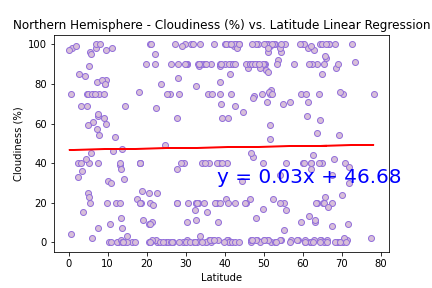 Northern Hemisphere - Cloudiness (%) vs. Latitude Linear Regression
100
80
60
40
20
0
Cloudiness (%)
y = 0.03x + 46.68
0 10 20 30 40 50 60 70 80
Latitude